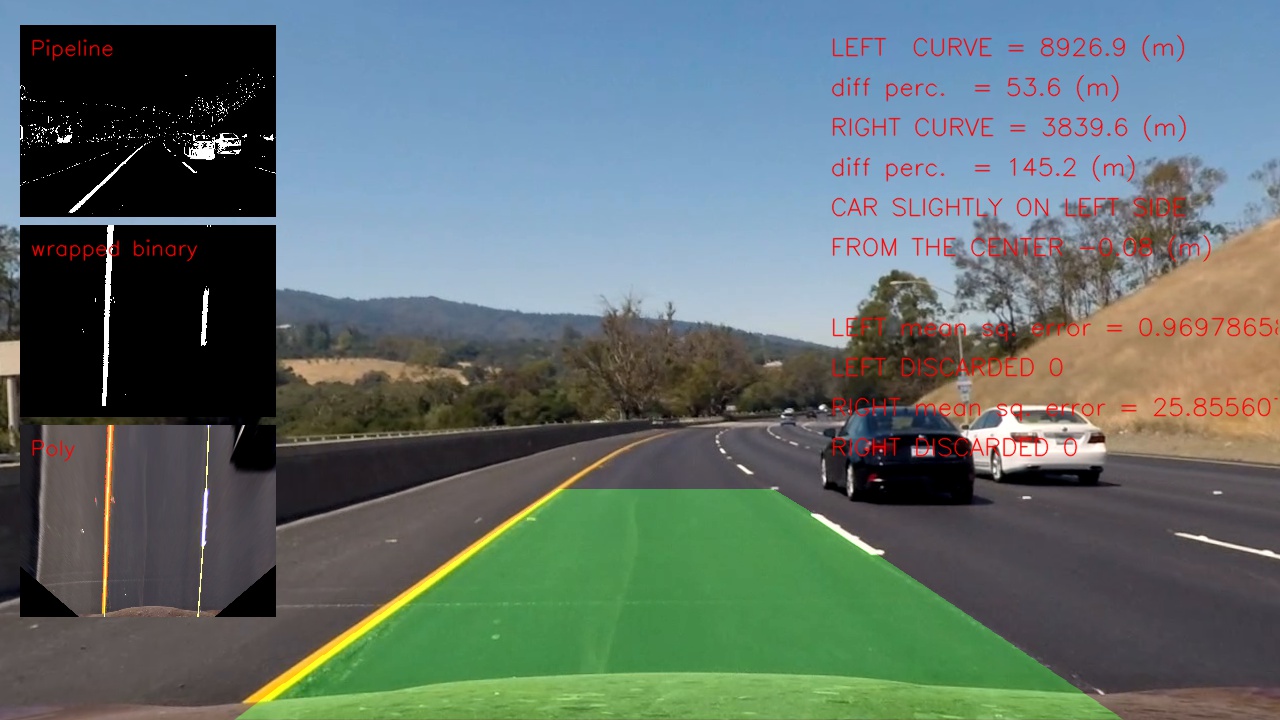 Pipeline
wrapped binary
Poly
LEFT CURVE = 8926.9 (m)
diff perc. = 53.6 (m)
RIGHT CURVE = 3839.6 (m)
diff perc. = 145.2 (m)
CAR SLIGHTLY ON LEFT SIDE
FROM THE CENTER -0.08 (m)
LEFT mean sq. error = 0.9697865
LEFT DISCARDED 0
RIGHT mean sq. error = 25.85560
RIGHT DISCARDED 0